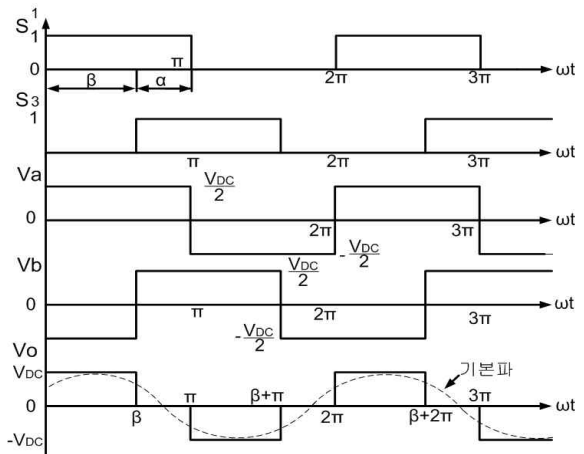 S1
1
π
0
2π
3π
ωt
β
α
S3
1
π
2π
3π
ωt
Va
VDC
2
0
2π
3π
ωt
-VDC
2
Vb
VDC
2
0
π
2π
3π
ωt
-VDC
2
Vo
VDC
기본파
π
β+π
3π
0
β
2π
β+2π
ωt
-VDC